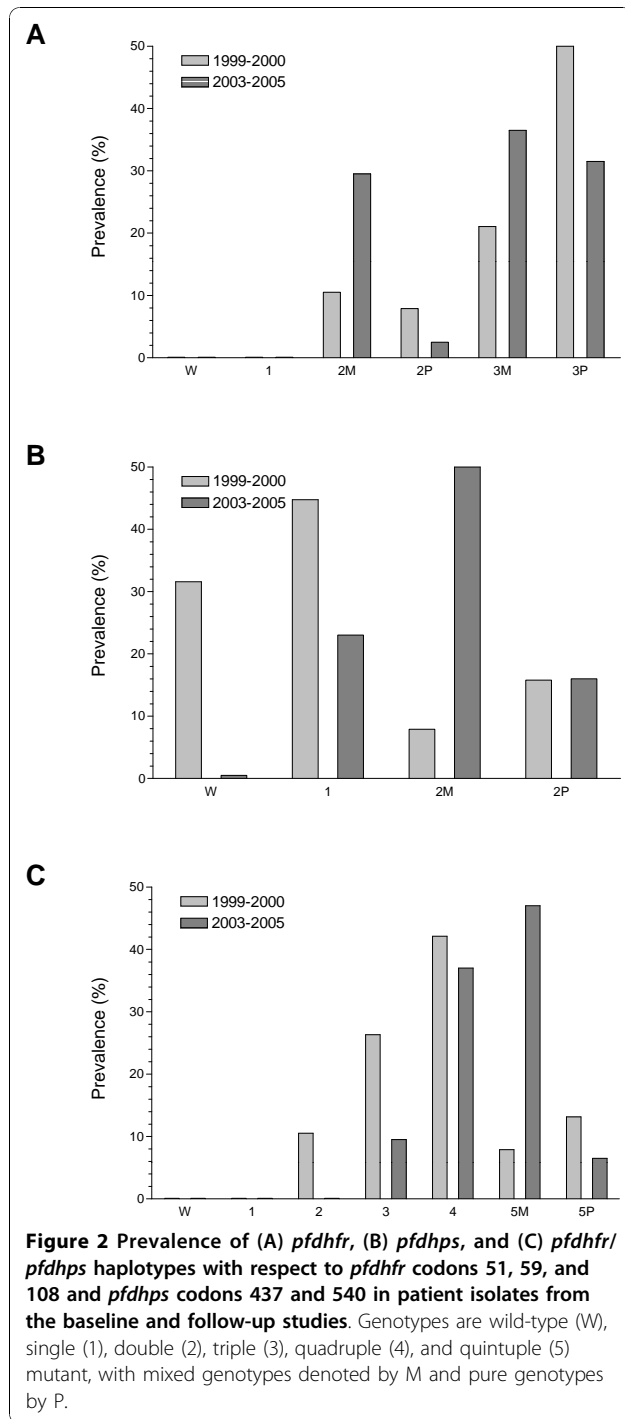 A
50
40
30
20
10
0
Prevalence (%)
1999-2000
2003-2005
W 1 2M 2P 3M 3P
B
50
40
30
20
10
0
Prevalence (%)
1999-2000
2003-2005
W 1 2M 2P
C
50
40
30
20
10
0
Prevalence (%)
1999-2000
2003-2005
W 1 2 3 4 5M 5P
Figure 2 Prevalence of (A) pfdhfr, (B) pfdhps, and (C) pfdhfr/
pfdhps haplotypes with respect to pfdhfr codons 51, 59, and
108 and pfdhps codons 437 and 540 in patient isolates from
the baseline and follow-up studies. Genotypes are wild-type (W),
single (1), double (2), triple (3), quadruple (4), and quintuple (5)
mutant, with mixed genotypes denoted by M and pure genotypes
by P.